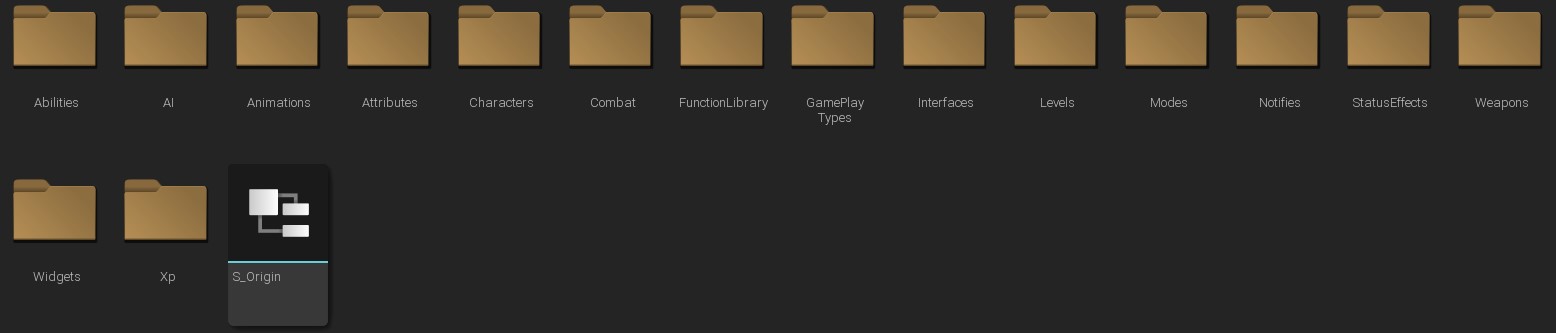 Abilities
AI
Animations
Attributes
Characters
Combat
FunctionLibrary
GamePlay
Types
Interfaces
Levels
Modes
Notifies
StatusEffects
Weapons
Widgets
Xp
S_Origin